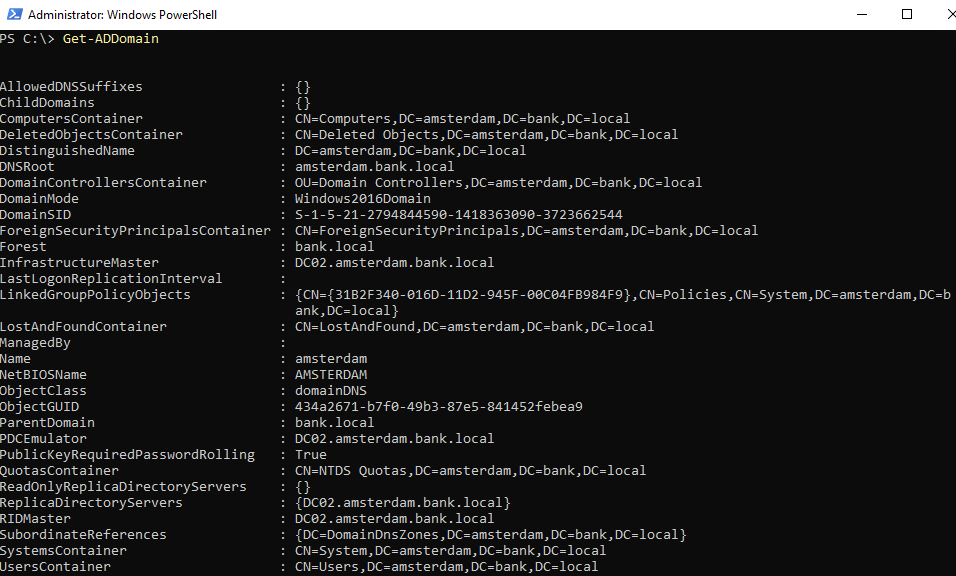 Administrator: Windows PowerShell
PS C:\> Get-ADDomain
AllowedDNSSuffixes : {}
ChildDomains : {}
ComputersContainer : CN=Computers,DC=amsterdam,DC=bank,DC=local
DeletedObjectsContainer : CN=Deleted Objects,DC=amsterdam,DC=bank,DC=local
DistinguishedName : DC=amsterdam,DC=bank,DC=local
DNSRoot : amsterdam.bank.local
DomainControllersContainer : OU=Domain Controllers,DC=amsterdam,DC=bank,DC=local
DomainMode : Windows2016Domain
DomainSID : S-1-5-21-2794844590-1418363090-3723662544
ForeignSecurityPrincipalsContainer : CN=ForeignSecurityPrincipals,DC=amsterdam,DC=bank,DC=local
Forest : bank.local
InfrastructureMaster : DC02.amsterdam.bank.local
LastLogonReplicationInterval :
LinkedGroupPolicyObjects : {CN={31B2F340-016D-11D2-945F-00C04FB984F9},CN=Policies,CN=System,DC=amsterdam,DC=b
ank,DC=local}
LostAndFoundContainer : CN=LostAndFound,DC=amsterdam,DC=bank,DC=local
ManagedBy :
Name : amsterdam
NetBIOSName : AMSTERDAM
ObjectClass : domainDNS
ObjectGUID : 434a2671-b7f0-49b3-87e5-841452febea9
ParentDomain : bank.local
PDCEmulator : DC02.amsterdam.bank.local
PublicKeyRequiredPasswordRolling : True
QuotasContainer : CN=NTDS Quotas,DC=amsterdam,DC=bank,DC=local
ReadOnlyReplicaDirectoryServers : {}
ReplicaDirectoryServers : {DC02.amsterdam.bank.local}
RIDMaster : DC02.amsterdam.bank.local
SubordinateReferences : {DC=DomainDnsZones,DC=amsterdam,DC=bank,DC=local}
SystemsContainer : CN=System,DC=amsterdam,DC=bank,DC=local
UsersContainer : CN=Users,DC=amsterdam,DC=bank,DC=local